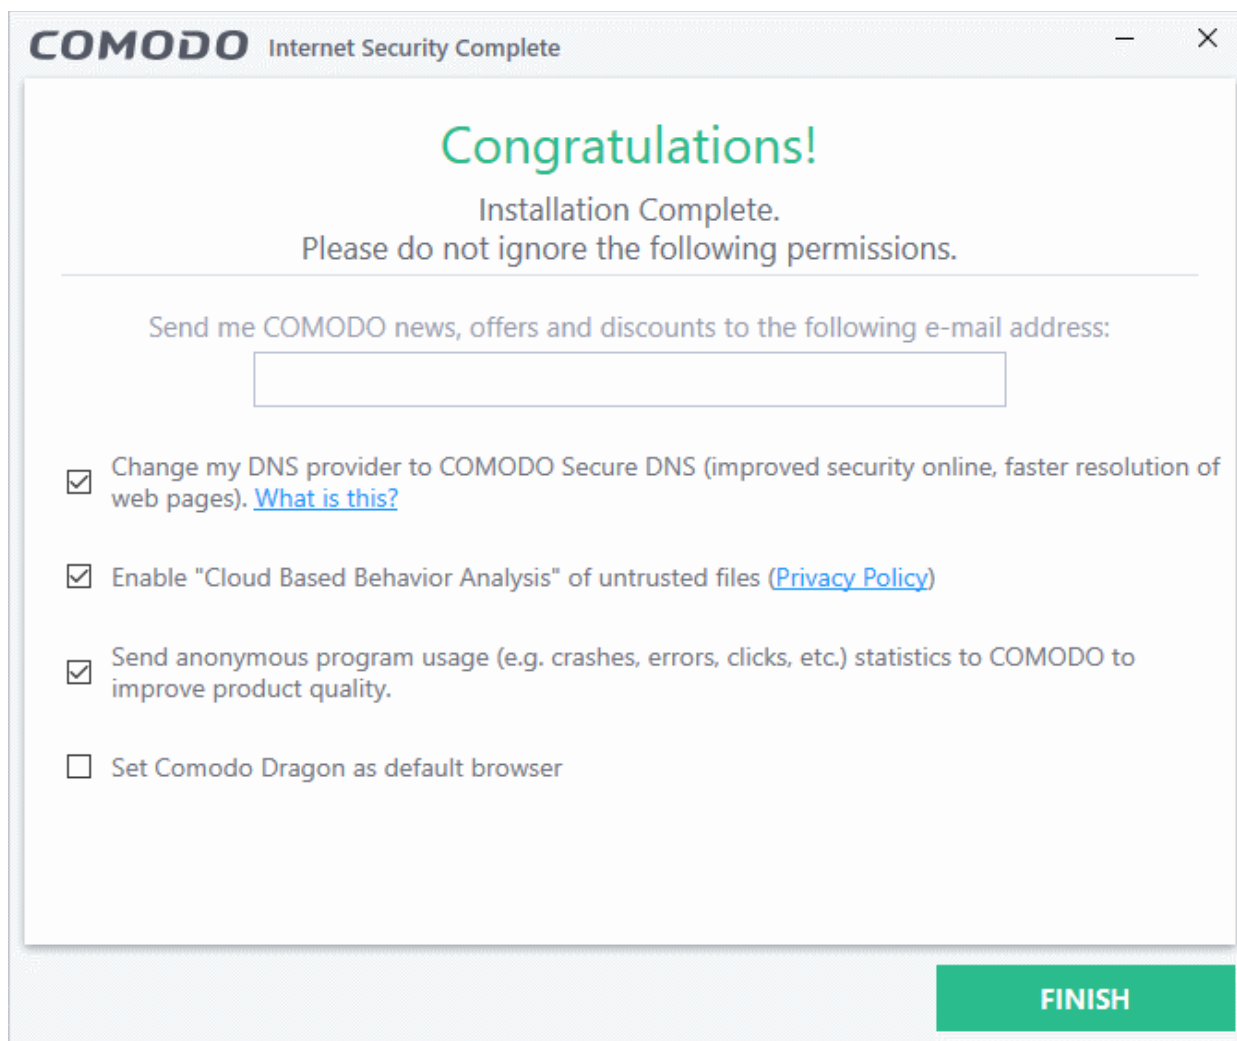 COMODO Internet Security Complete
Congratulations!
Installation Complete.
Please do not ignore the following permissions.
Send me COMODO news, offers and discounts to the following e-mail address:
Change my DNS provider to COMODO Secure DNS (improved security online, faster resolution of
web pages). What is this?
Enable "Cloud Based Behavior Analysis" of untrusted files (Privacy Policy)
Send anonymous program usage (e.g. crashes, errors, clicks, etc.) statistics to COMODO to
improve product quality.
Set Comodo Dragon as default browser
FINISH